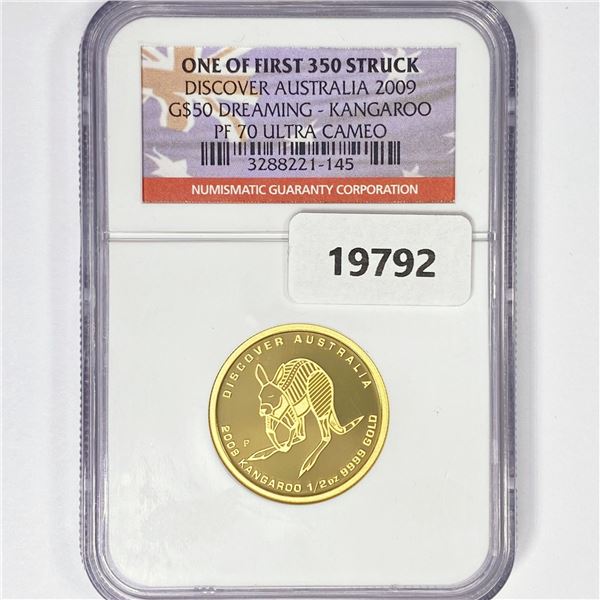 ONE OF FIRST 350 STRUCK
DISCOVER AUSTRALIA 2009
G$50 DREAMING - KANGAROO
PF 70 ULTRA CAMEO
3288221-145
NUMISMATIC GUARANTY CORPORATION
19792
DISCOVER AUSTRALIA
P
2009 KANGAROO 1/2oz 9999 GOLD